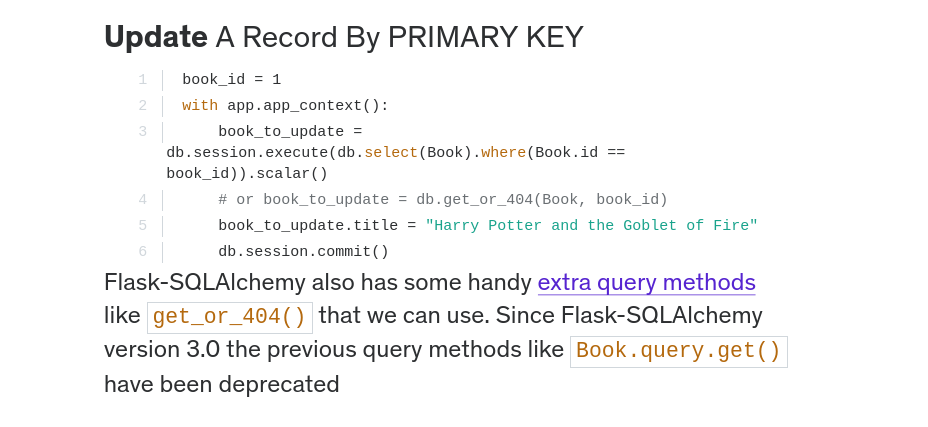 Update A Record By PRIMARY KEY
1 book_id = 1
2 with app.app_context():
3 book_to_update =
db.session.execute(db.select(Book).where(Book.id ==
book_id)).scalar()
4 # or book_to_update = db.get_or_404(Book, book_id)
5 book_to_update.title = "Harry Potter and the Goblet of Fire"
6 db.session.commit()
Flask-SQLAlchemy also has some handy extra query methods
like get_or_404() that we can use. Since Flask-SQLAlchemy
version 3.0 the previous query methods like Book.query.get()
have been deprecated